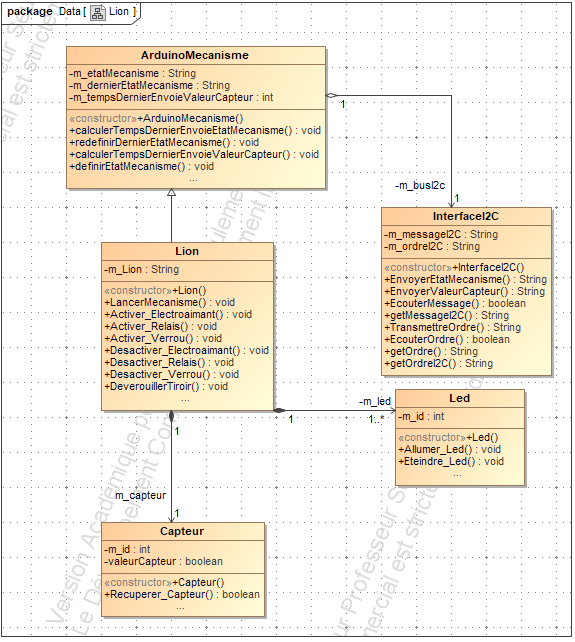 package Data [ Lion ]
ArduinoMecanisme
-m_etatMecanisme : String
-m_dernierEtatMecanisme : String
-m_tempsDernierEnvoieValeurCapteur : int
«constructor»+ArduinoMecanisme()
+calculerTempsDernierEnvoieEtatMecanisme() : void
+redefinirDernierEtatMecanisme() : void
+calculerTempsDernierEnvoieValeurCapteur() : void
+definirEtatMecanisme() : void
...
1
-m_busI2c
1
InterfaceI2C
-m_messageI2C : String
-m_ordreI2C : String
«constructor»+InterfaceI2C()
+EnvoyerEtatMecanisme() : String
+EnvoyerValeurCapteur() : String
+EcouterMessage() : boolean
+getMessageI2C() : String
+TransmettreOrdre() : String
+EcouterOrdre() : boolean
+getOrdre() : String
+getOrdreI2C() : String
Lion
-m_Lion : String
«constructor»+Lion()
+LancerMecanisme() : void
+Activer_Electroaimant() : void
+Activer_Relais() : void
+Activer_Verrou() : void
+Desactiver_Electroaimant() : void
+Desactiver_Relais() : void
+Desactiver_Verrou() : void
+DeverouillerTiroir() : void
...
1
-m_led
1..*
Led
-m_id : int
«constructor»+Led()
+Allumer_Led() : void
+Eteindre_Led() : void
...
1
m_capteur
1
Capteur
-m_id : int
-valeurCapteur : boolean
«constructor»+Capteur()
+Recuperer_Capteur() : boolean
...
Version Académique